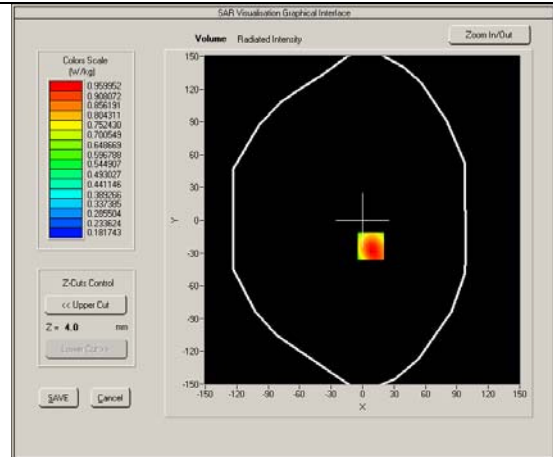 SAR Visualisation Graphical Interface
Volume Radiated Intensity
Zoom In/Out
Colors Scale
(W/kg)
0.959952
0.908072
0.856191
0.804311
0.752430
0.700549
0.648669
0.596788
0.544907
0.493027
0.441146
0.389266
0.337385
0.285504
0.233624
0.181743
Z-Cuts Control
<< Upper Cut
Z = 4.0 mm
SAVE
Cancel
150
120
90
60
30
0
-30
-60
-90
-120
-150
Y
-150 -120 -90 -60 -30 0 30 60 90 120 150
X